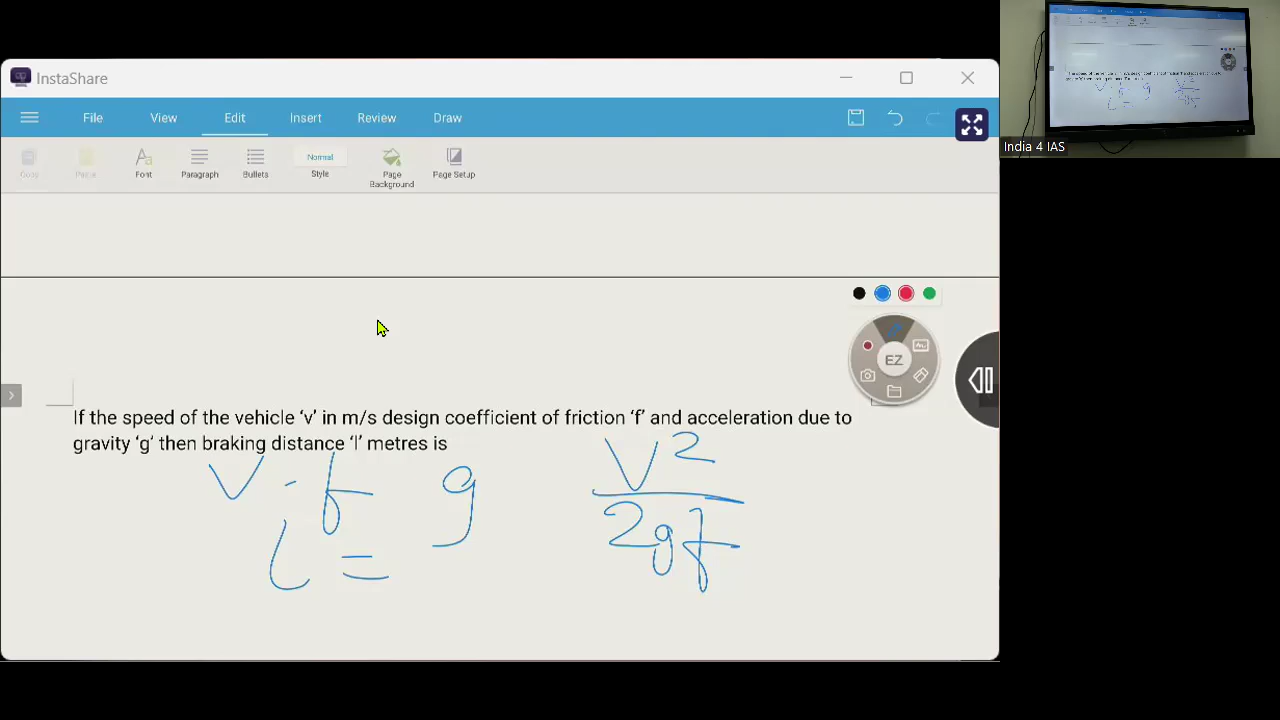 InstaShare
File View Edit Insert Review Draw
Copy Paste Font Paragraph Bullets Normal Style Page Background Page Setup
EZ
If the speed of the vehicle ‘v’ in m/s design coefficient of friction ‘f’ and acceleration due to
gravity ‘g’ then braking distance ‘l’ metres is
v f g
l =
V2
2gf
India 4 IAS